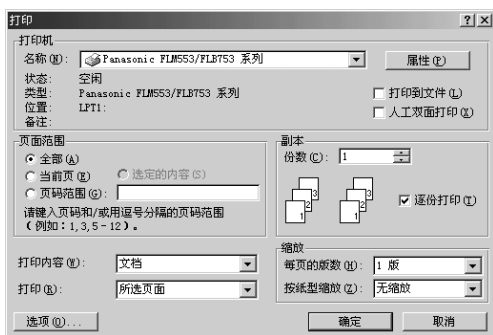 打印
打印机
名称(N): Panasonic FLM553/FLB753 系列 属性(P)
状态: 空闲
类型: Panasonic FLM553/FLB753 系列 打印到文件(L)
位置: LPT1: 人工双面打印(X)
备注:
页面范围
全部(A)
当前页(E) 选定的内容(S)
页码范围(G):
请键入页码和/或用逗号分隔的页码范围
(例如:1,3,5-12)。
副本
份数(C): 1
1 2 3 1 2 3 逐份打印(T)
打印内容(W): 文档
打印(R): 所选页面
缩放
每页的版数(H): 1 版
按纸型缩放(Z): 无缩放
选项(O)... 确定 取消